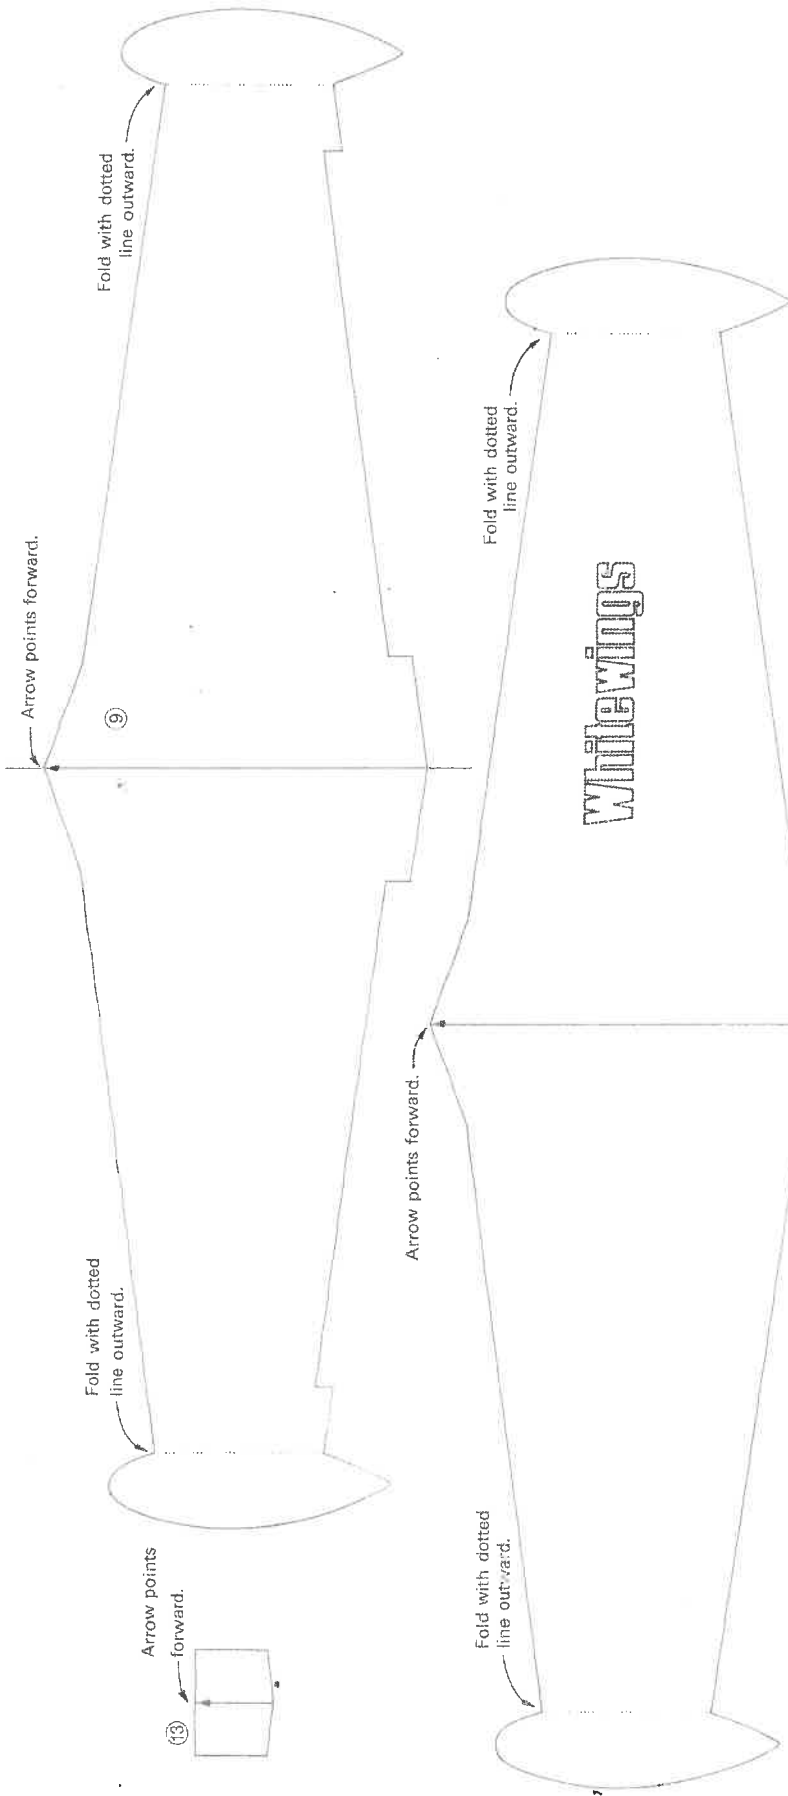 Fold with dotted
line outward.
Arrow points forward.
⑨
Fold with dotted
line outward.
Arrow points
forward.
⑬
Fold with dotted
line outward.
Whitewings
Arrow points forward.
Fold with dotted
line outward.